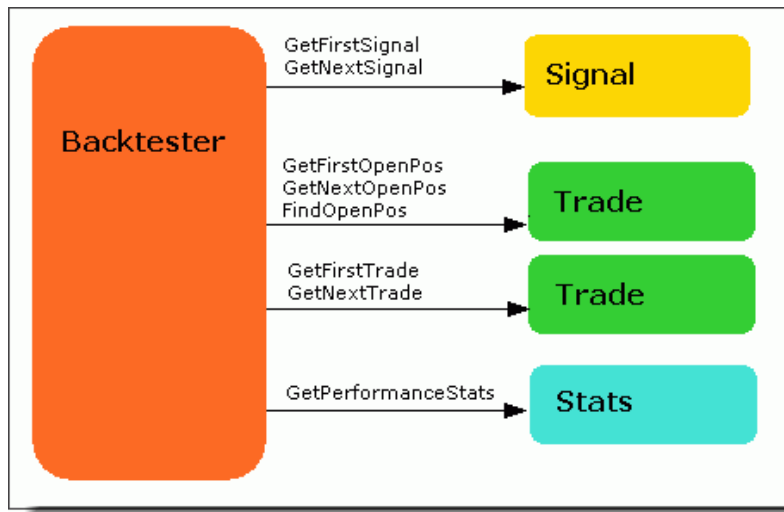 Backtester
GetFirstSignal
GetNextSignal
Signal
GetFirstOpenPos
GetNextOpenPos
FindOpenPos
Trade
GetFirstTrade
GetNextTrade
Trade
GetPerformanceStats
Stats